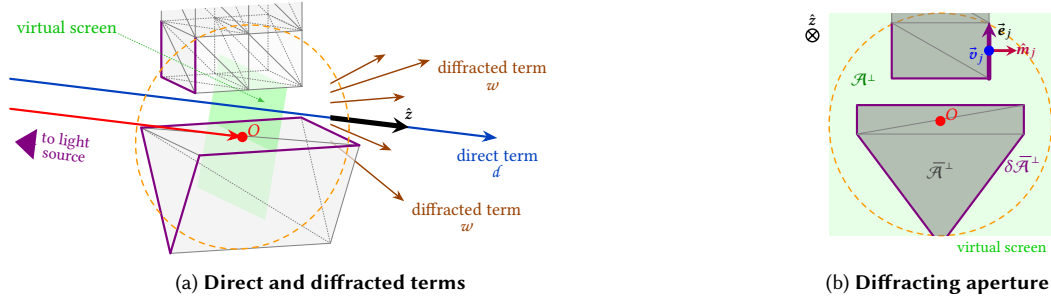 virtual screen
diffracted term
w
O
ẑ
to light
source
direct term
d
diffracted term
w
(a) Direct and diffracted terms
ẑ
⊗
e⃗ⱼ
v⃗ⱼ
m̂ⱼ
𝒜⊥
O
𝒜̅⊥
δ𝒜̅⊥
virtual screen
(b) Diffracting aperture